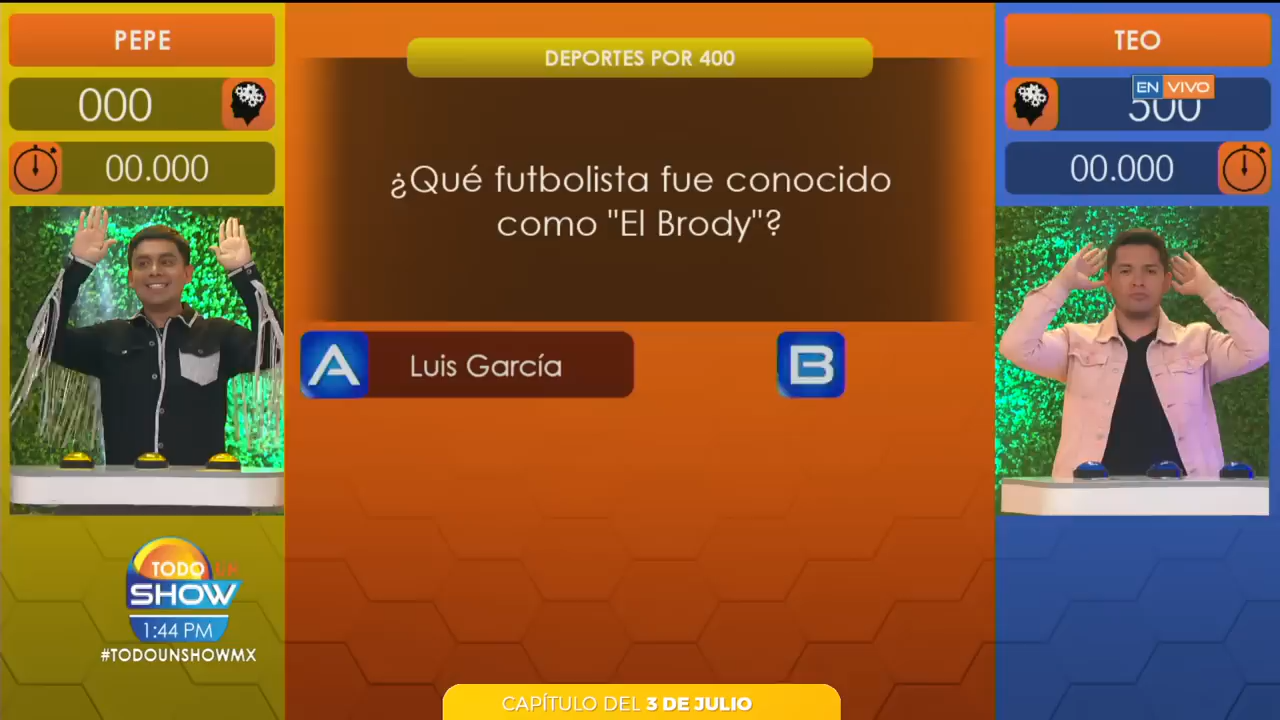 PEPE
000
00.000
DEPORTES POR 400
¿Qué futbolista fue conocido
como "El Brody"?
A Luis García
B
TEO
EN VIVO
500
00.000
TODO UN
SHOW
1:44 PM
#TODOUNSHOWMX
CAPÍTULO DEL 3 DE JULIO